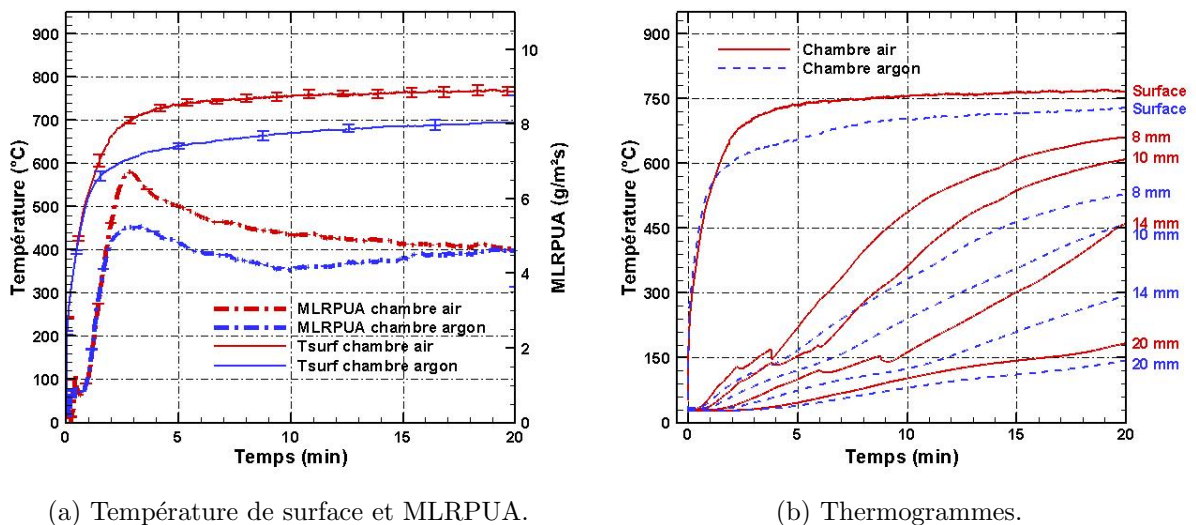 900
800
700
600
500
400
300
200
100
0
Température (°C)
10
8
6
4
2
0
MLRPUA (g/m²s)
MLRPUA chambre air
MLRPUA chambre argon
Tsurf chambre air
Tsurf chambre argon
0
5
10
15
20
Temps (min)
(a) Température de surface et MLRPUA.
900
750
600
450
300
150
0
Température (°C)
Chambre air
Chambre argon
Surface
Surface
8 mm
10 mm
8 mm
14 mm
10 mm
14 mm
20 mm
20 mm
0
5
10
15
20
Temps (min)
(b) Thermogrammes.